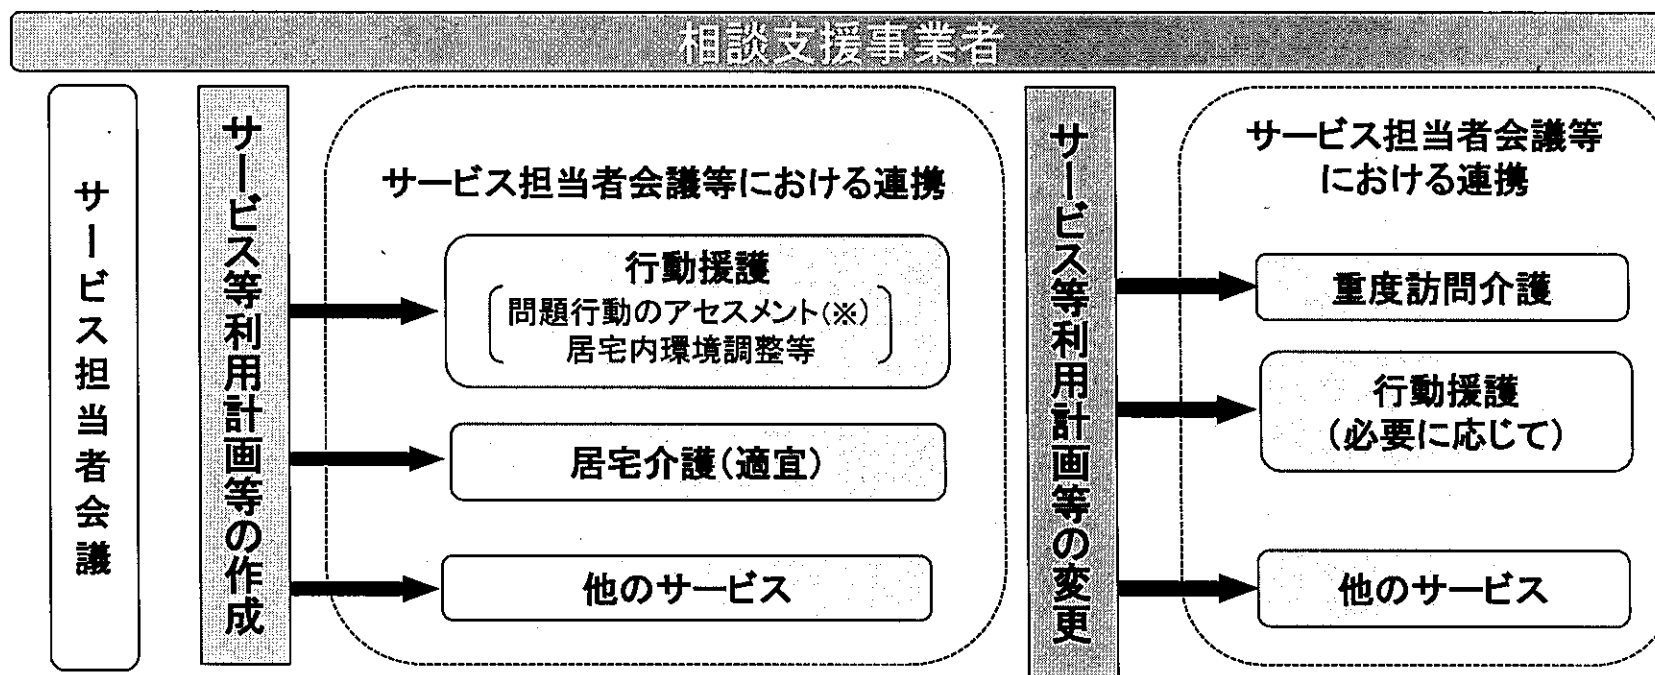 相談支援事業者
サービス担当者会議
サービス等利用計画等の作成
サービス担当者会議等における連携
行動援護
問題行動のアセスメント(※)
居宅内環境調整等
居宅介護(適宜)
他のサービス
サービス等利用計画等の変更
サービス担当者会議等
における連携
重度訪問介護
行動援護
(必要に応じて)
他のサービス